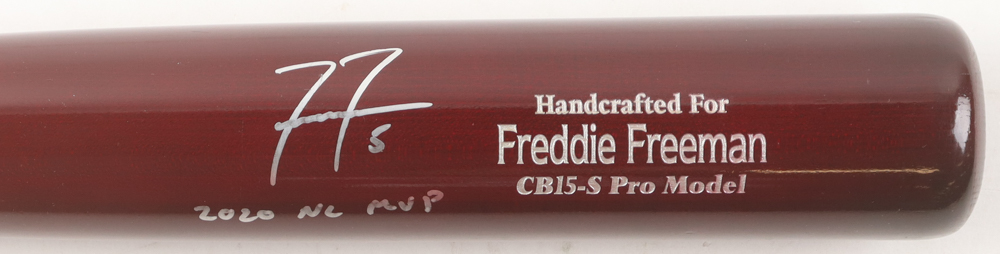 FF 5
2020 NL MVP
Handcrafted For
Freddie Freeman
CB15-S Pro Model